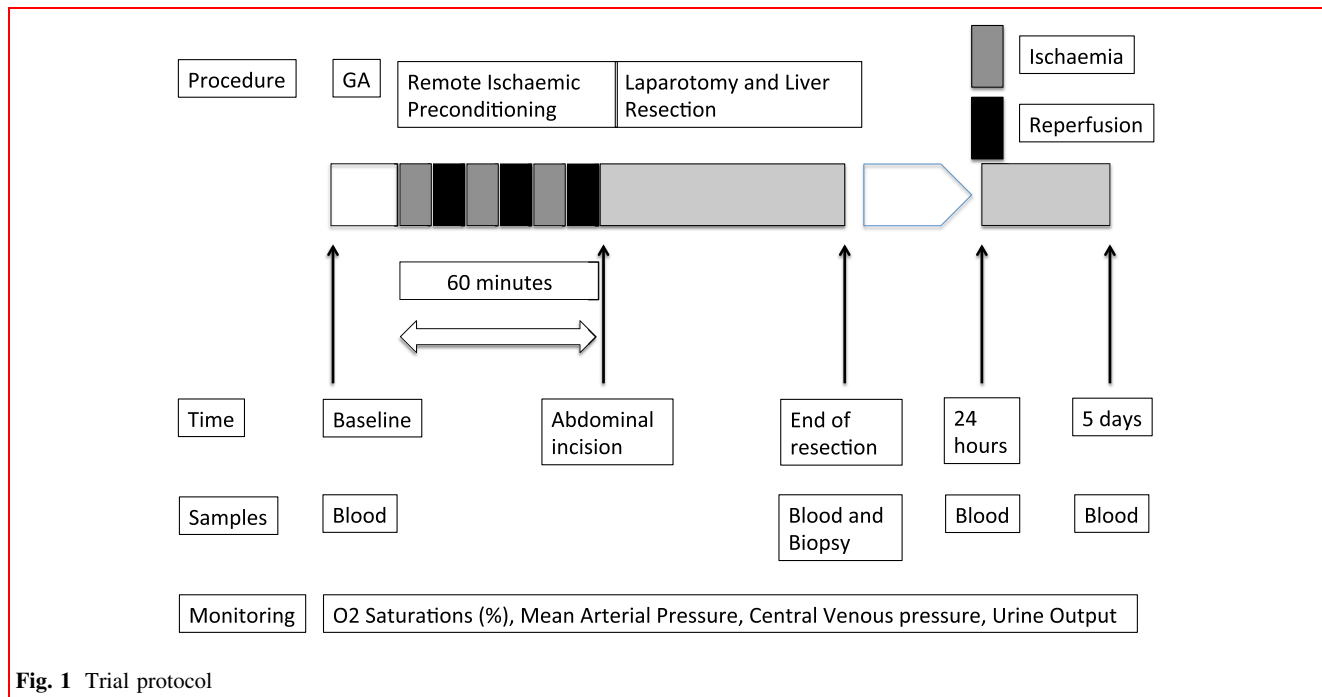 Procedure
GA
Remote Ischaemic
Preconditioning
Laparotomy and Liver
Resection
Ischaemia
Reperfusion
60 minutes
Time
Baseline
Abdominal
incision
End of
resection
24
hours
5 days
Samples
Blood
Blood and
Biopsy
Blood
Blood
Monitoring
O2 Saturations (%), Mean Arterial Pressure, Central Venous pressure, Urine Output
Fig. 1 Trial protocol